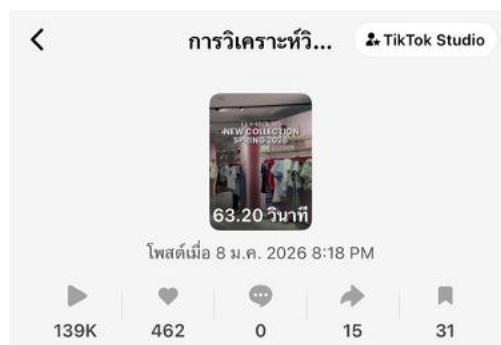 การวิเคราะห์วิ...
TikTok Studio
NEW COLLECTION
SPRING 2026
63.20 วินาที
โพสต์เมื่อ 8 ม.ค. 2026 8:18 PM
139K 462 0 15 31